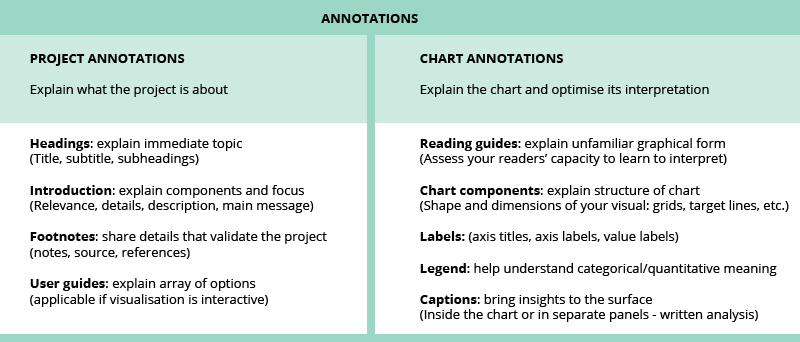 ANNOTATIONS
PROJECT ANNOTATIONS
Explain what the project is about
Headings: explain immediate topic
(Title, subtitle, subheadings)
Introduction: explain components and focus
(Relevance, details, description, main message)
Footnotes: share details that validate the project
(notes, source, references)
User guides: explain array of options
(applicable if visualisation is interactive)
CHART ANNOTATIONS
Explain the chart and optimise its interpretation
Reading guides: explain unfamiliar graphical form
(Assess your readers’ capacity to learn to interpret)
Chart components: explain structure of chart
(Shape and dimensions of your visual: grids, target lines, etc.)
Labels: (axis titles, axis labels, value labels)
Legend: help understand categorical/quantitative meaning
Captions: bring insights to the surface
(Inside the chart or in separate panels - written analysis)